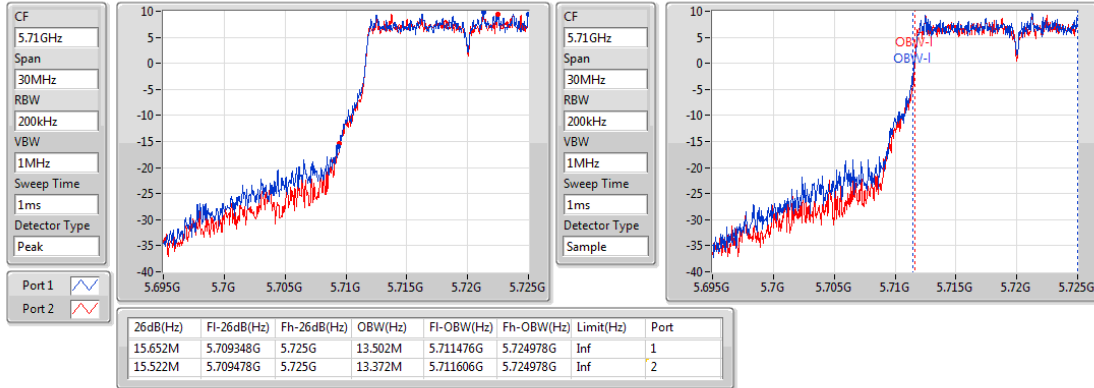 CF
5.71GHz
Span
30MHz
RBW
200kHz
VBW
1MHz
Sweep Time
1ms
Detector Type
Peak
Port 1
Port 2
10
5
0
-5
-10
-15
-20
-25
-30
-35
-40
5.695G 5.7G 5.705G 5.71G 5.715G 5.72G 5.725G
CF
5.71GHz
Span
30MHz
RBW
200kHz
VBW
1MHz
Sweep Time
1ms
Detector Type
Sample
10
5
0
-5
-10
-15
-20
-25
-30
-35
-40
OBW-l
OBW-l
5.695G 5.7G 5.705G 5.71G 5.715G 5.72G 5.725G
26dB(Hz) Fl-26dB(Hz) Fh-26dB(Hz) OBW(Hz) Fl-OBW(Hz) Fh-OBW(Hz) Limit(Hz) Port
15.652M 5.709348G 5.725G 13.502M 5.711476G 5.724978G Inf 1
15.522M 5.709478G 5.725G 13.372M 5.711606G 5.724978G Inf 2